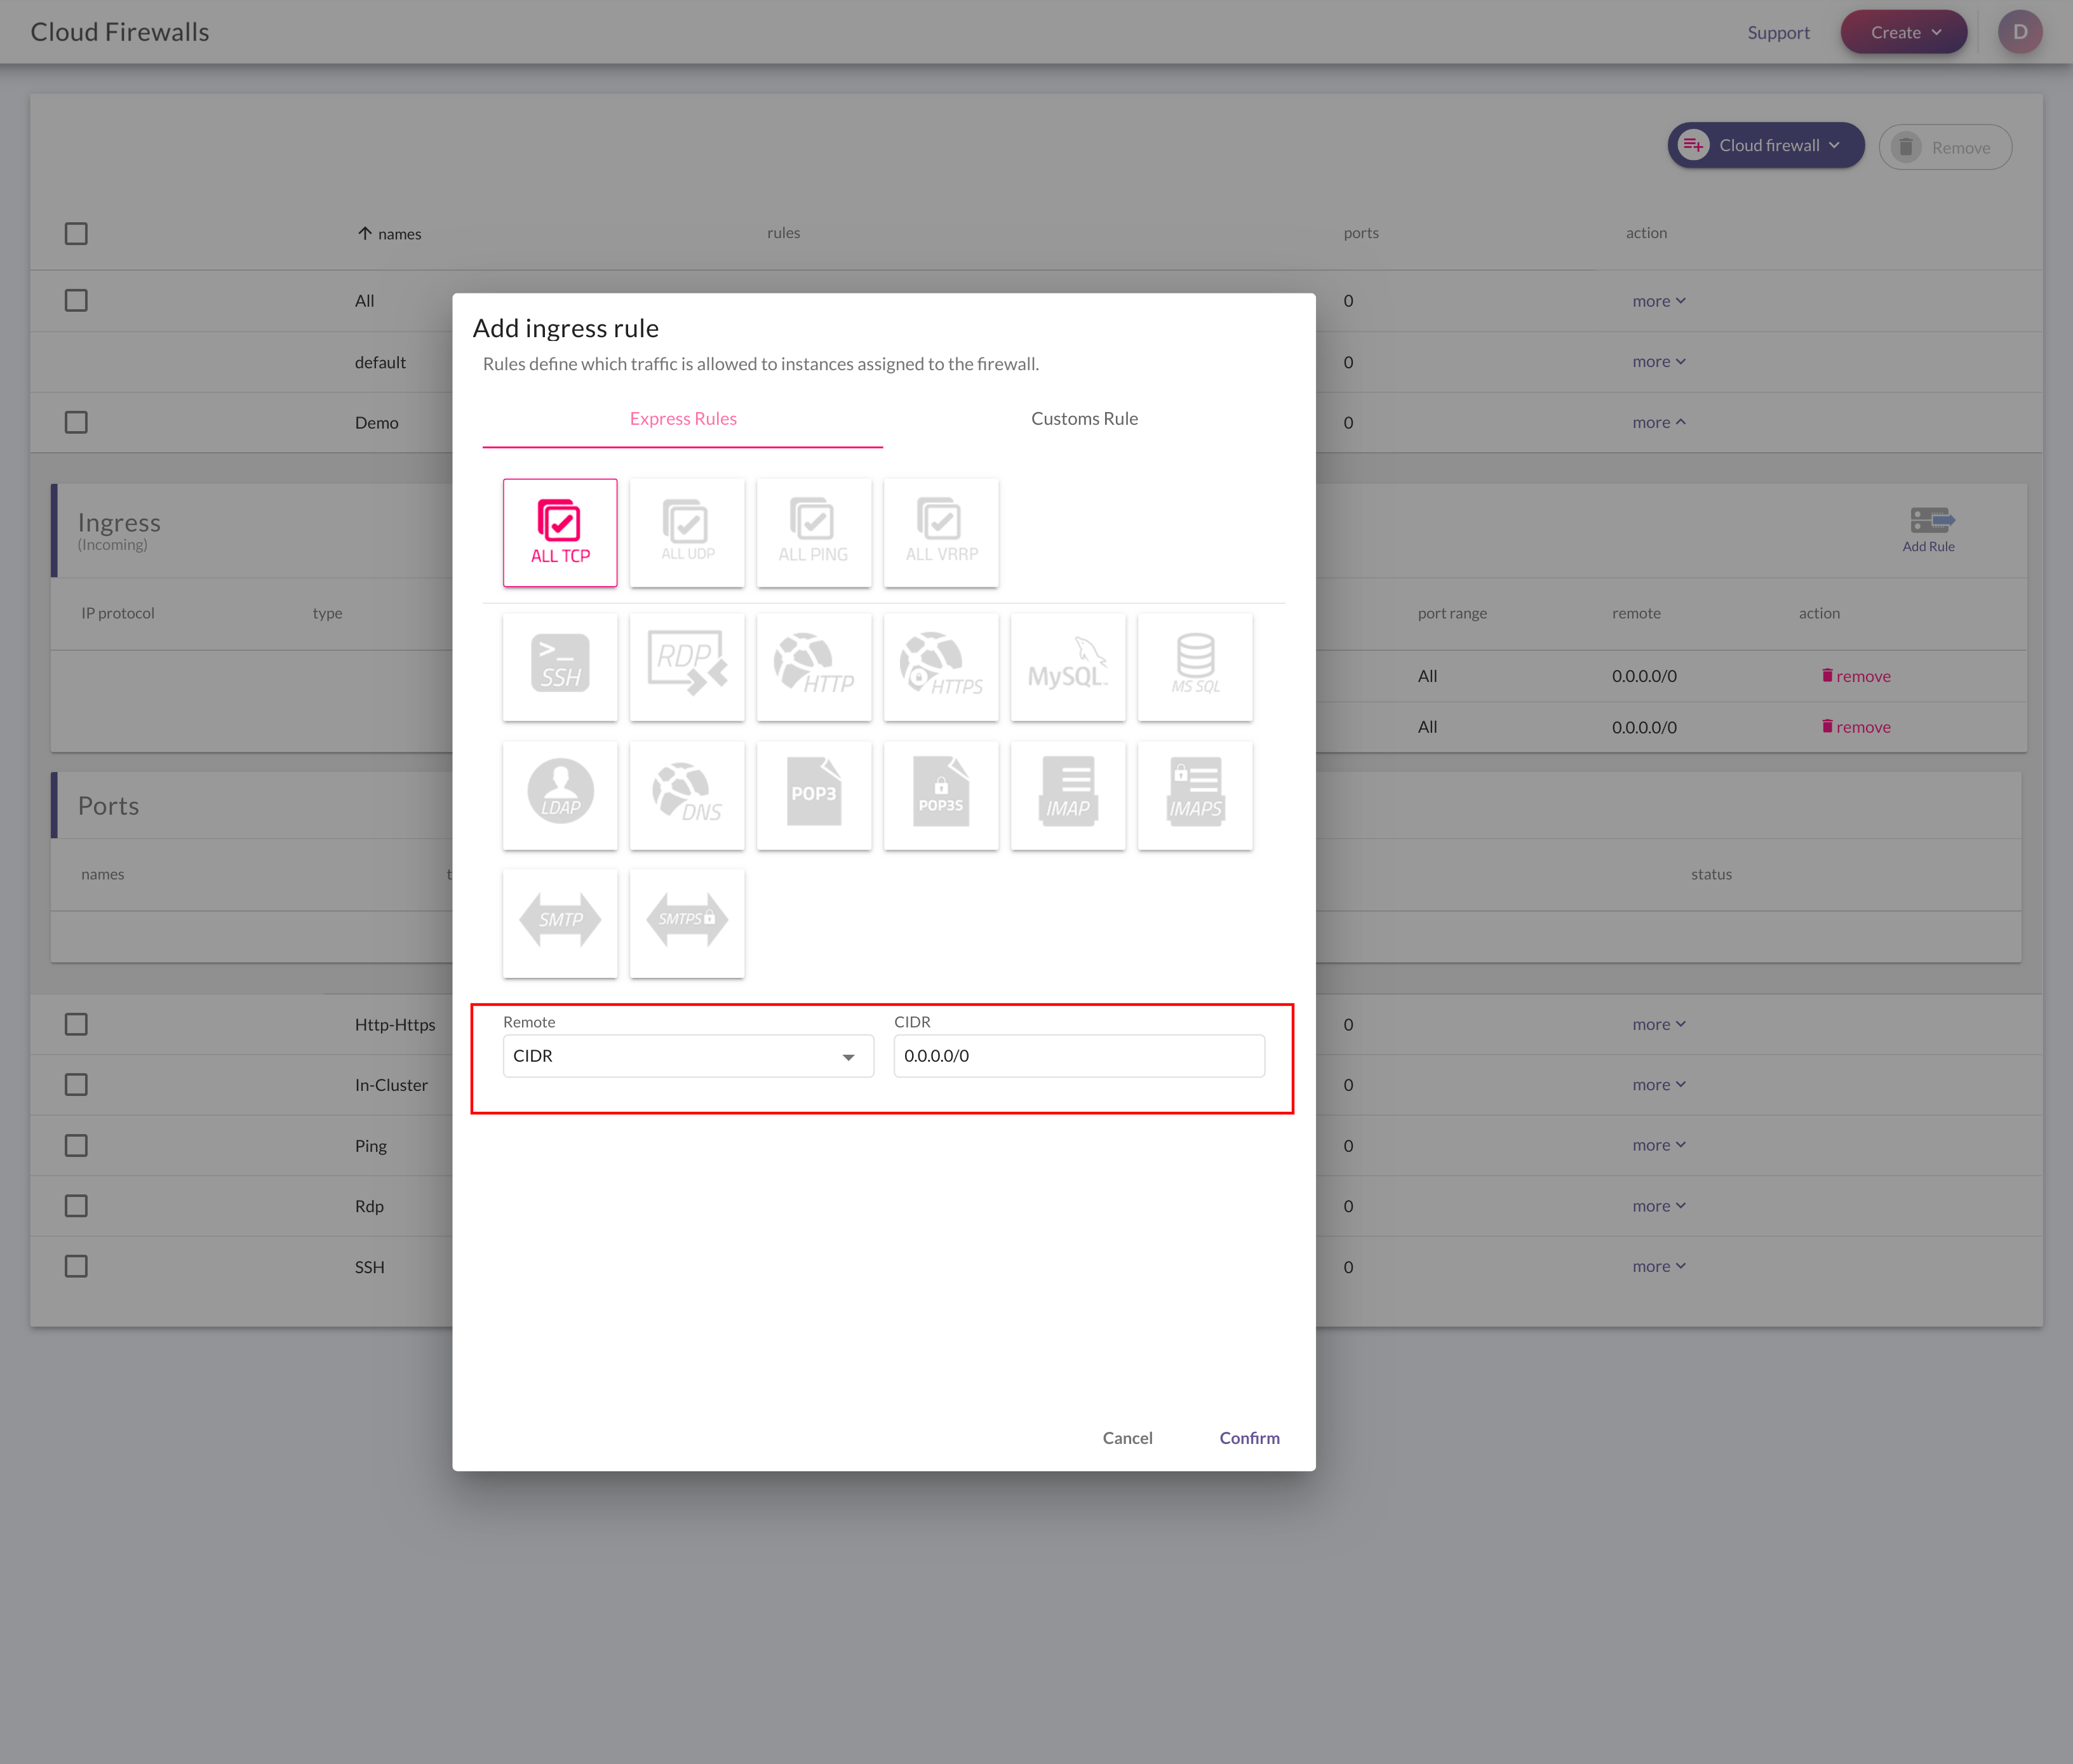 Cloud Firewalls
Support
Create
D
Cloud firewall
Remove
names rules ports action
All 0 more
default 0 more
Demo 0 more
Add ingress rule
Rules define which traffic is allowed to instances assigned to the firewall.
Express Rules Customs Rule
ALL TCP ALL UDP ALL PING ALL VRRP
>_ SSH RDP HTTP HTTPS MySQL MS SQL
LDAP DNS POP3 POP3S IMAP IMAPS
SMTP SMTPS
Remote CIDR
CIDR 0.0.0.0/0
Cancel Confirm
Ingress
(Incoming)
Add Rule
IP protocol type port range remote action
All 0.0.0.0/0 remove
All 0.0.0.0/0 remove
Ports
names status
Http-Https 0 more
In-Cluster 0 more
Ping 0 more
Rdp 0 more
SSH 0 more